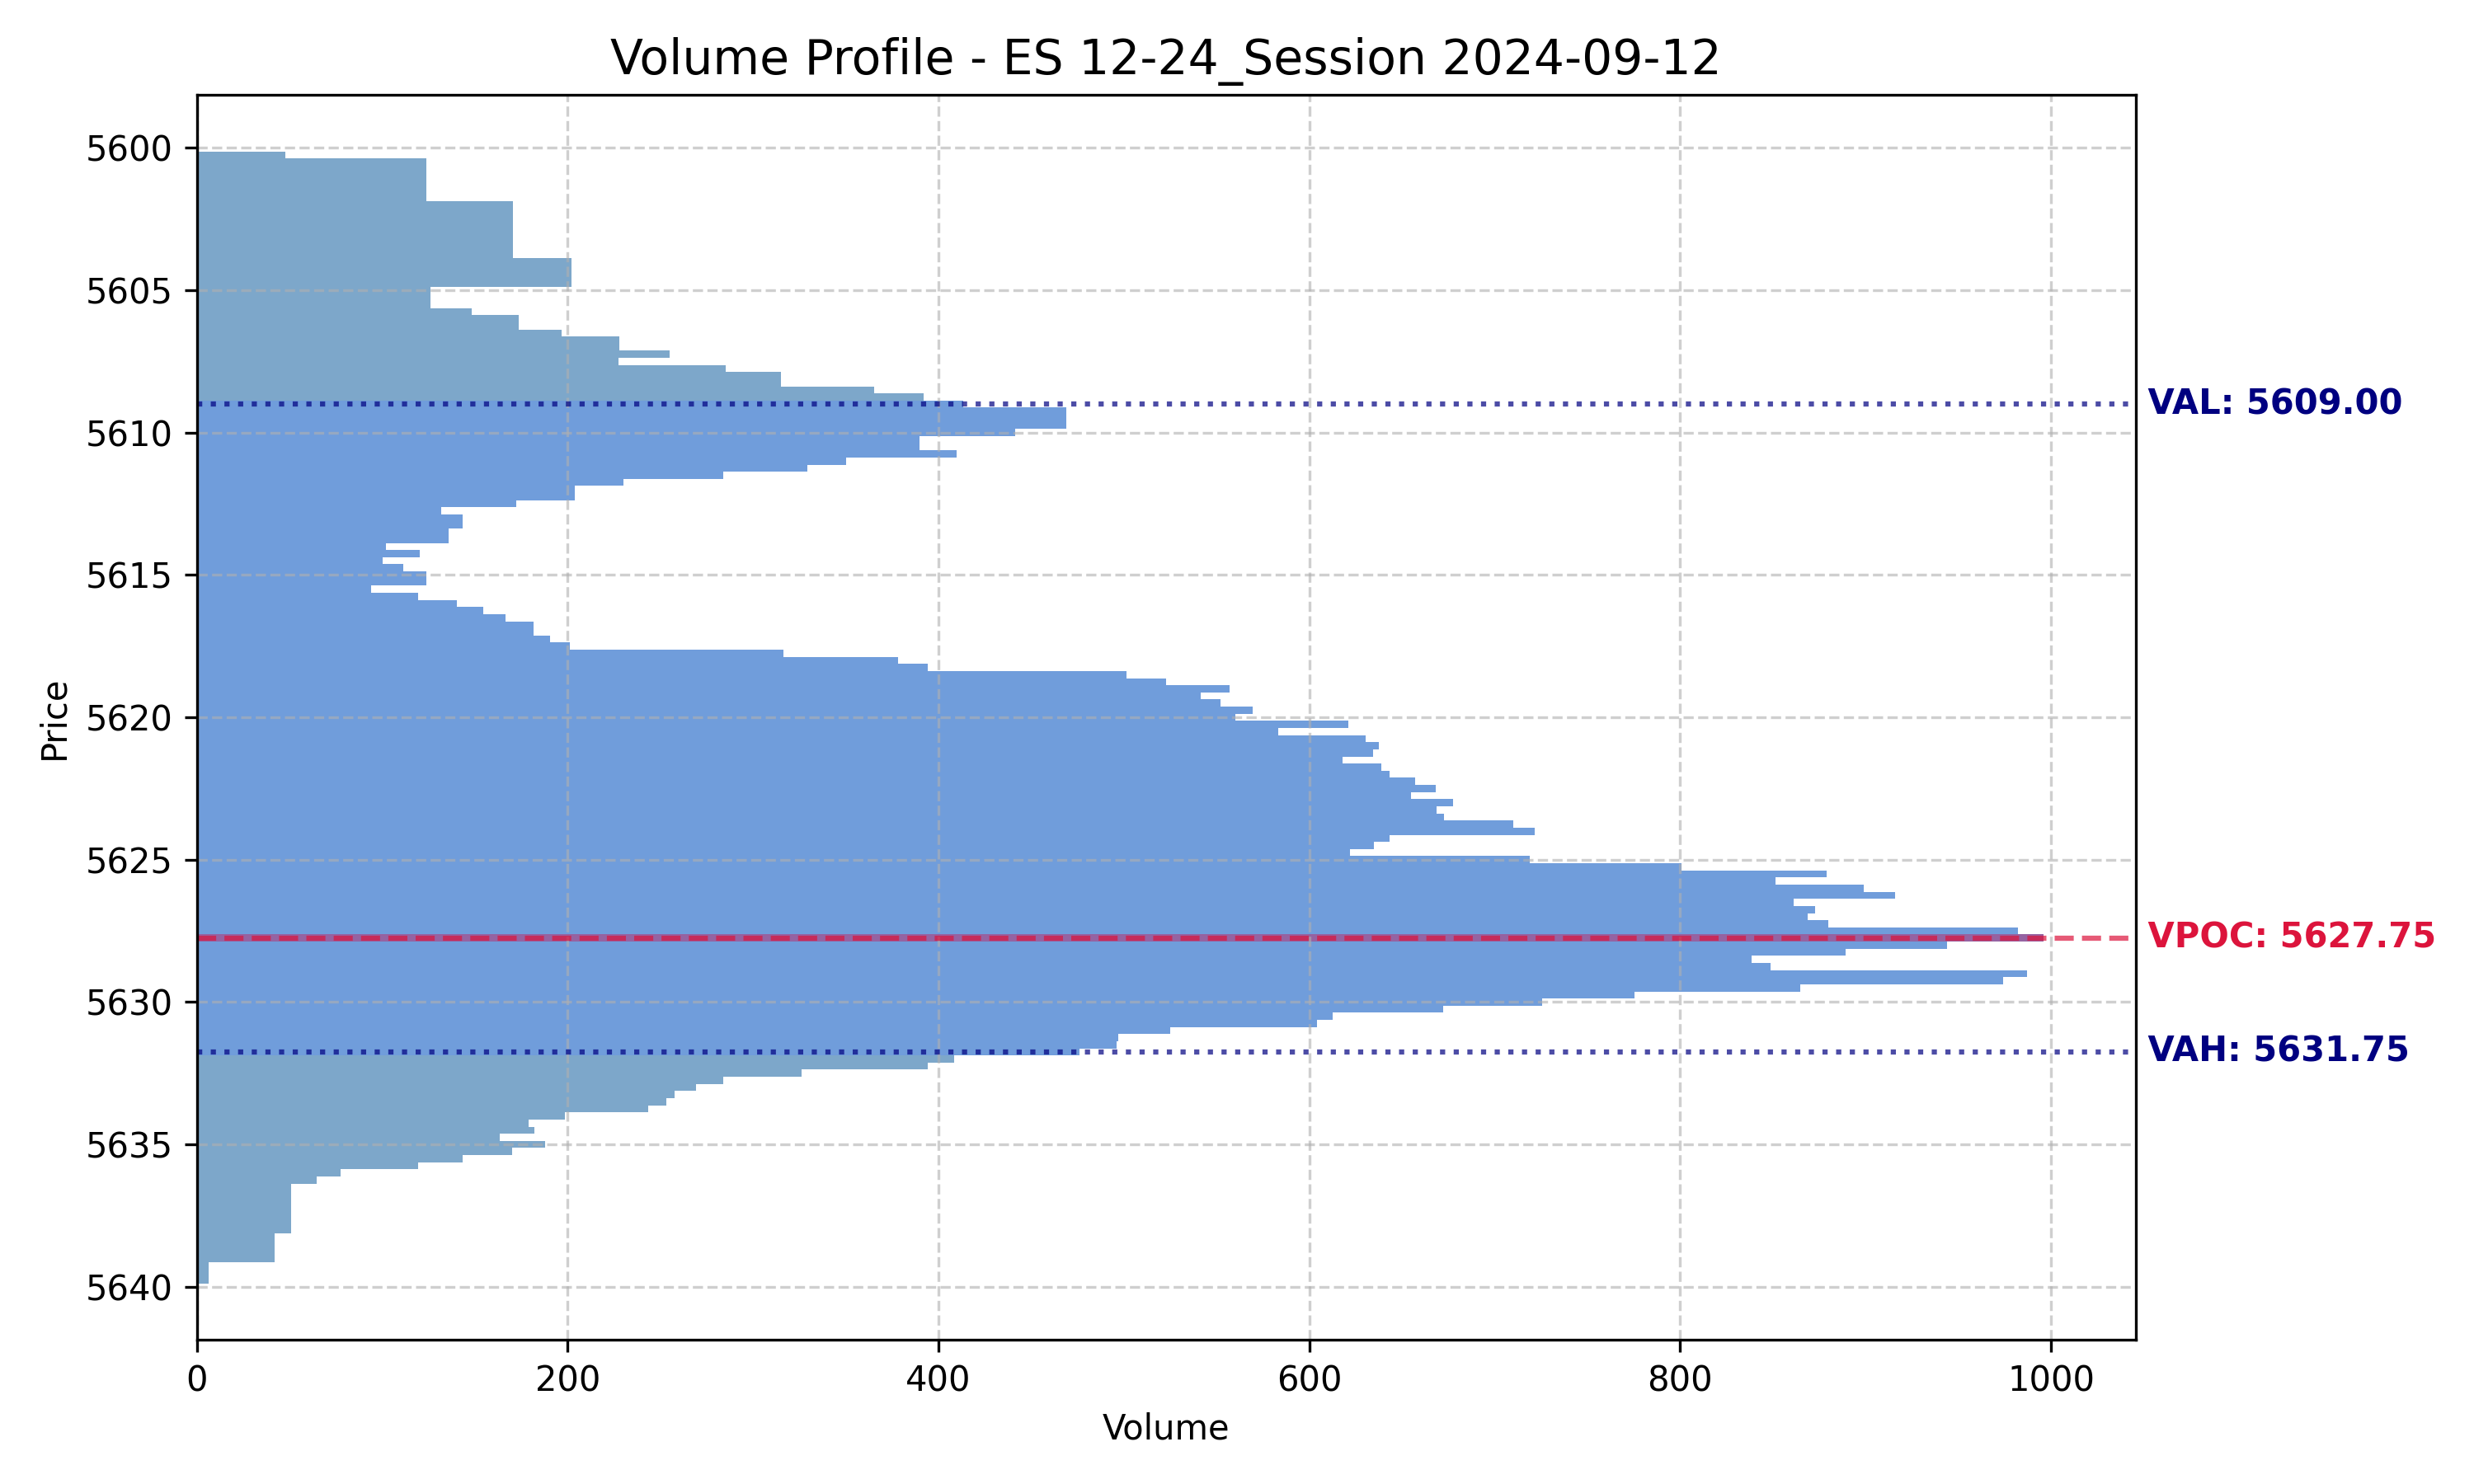 Volume Profile - ES 12-24_Session 2024-09-12
5600
5605
VAL: 5609.00
5610
5615
Price
5620
5625
VPOC: 5627.75
5630
VAH: 5631.75
5635
5640
0 200 400 600 800 1000
Volume